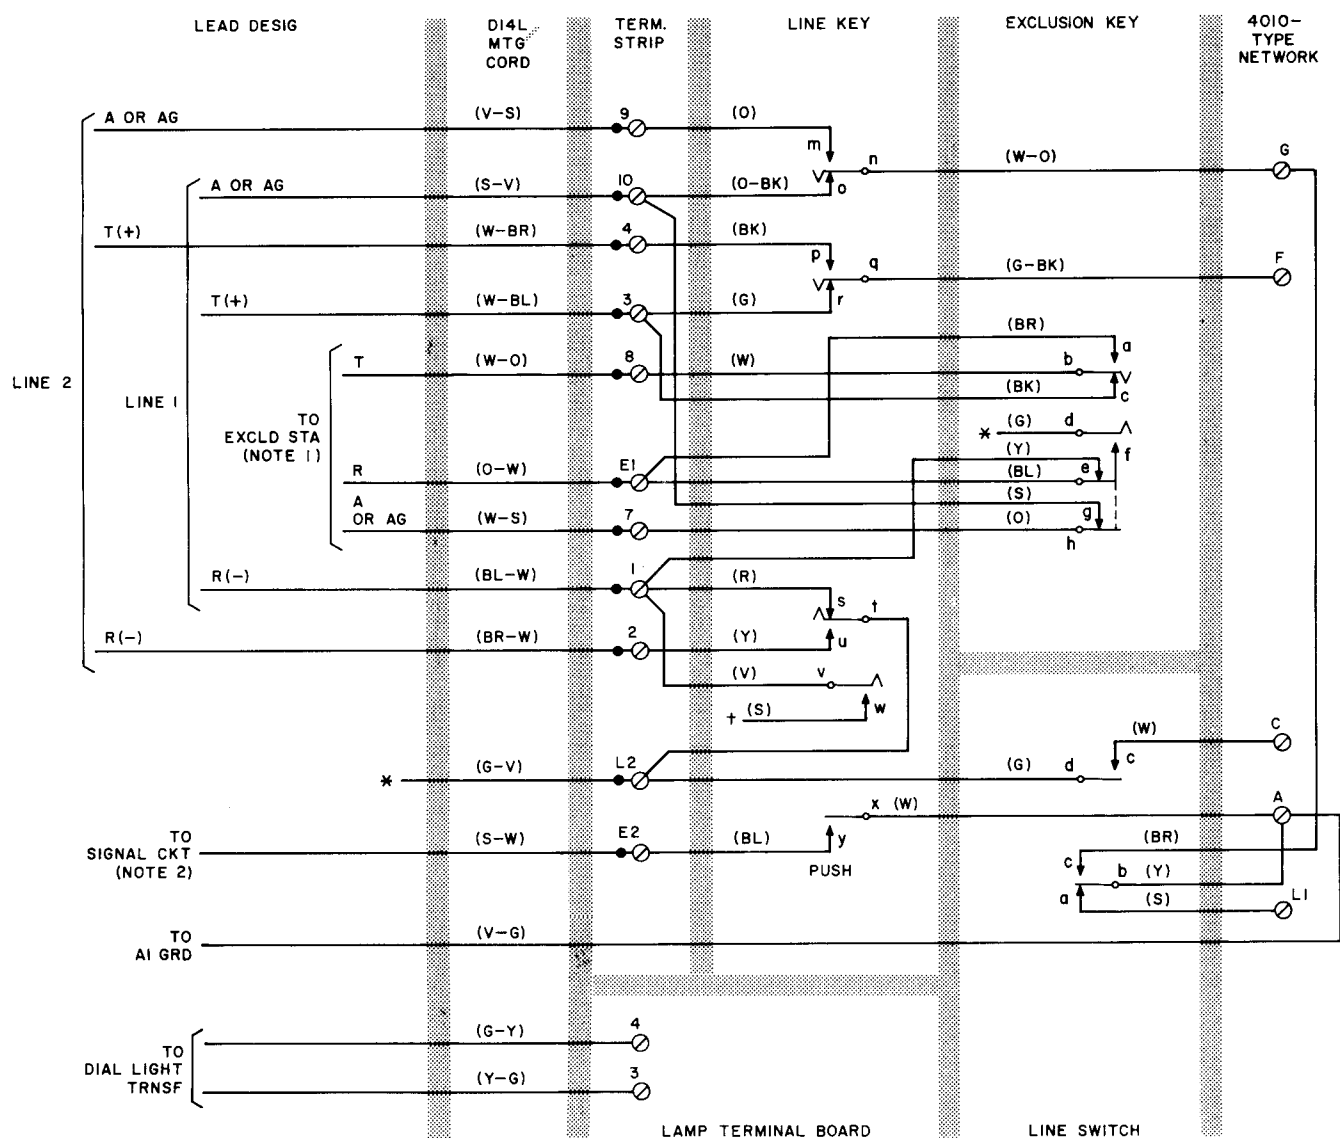 LEAD DESIG
D14L
MTG
CORD
TERM.
STRIP
LINE KEY
EXCLUSION KEY
4010-
TYPE
NETWORK
A OR AG (V-S) 9 (O)
m n (W-O) G
A OR AG (S-V) 10 (O-BK) o
T(+) (W-BR) 4 (BK)
p q (G-BK) F
T(+) (W-BL) 3 (G) r
(BR) a
T (W-O) 8 (W) b
LINE 2
LINE 1
(BK) c
TO
EXCLD STA
(NOTE 1)
* (G) d
(Y) f
R (O-W) E1 (BL) e
(S)
A
OR AG (W-S) 7 (O) g
h
R(-) (BL-W) 1 (R)
s t
R(-) (BR-W) 2 (Y) u
(V) v
† (S) w
(W) C
c
* (G-V) L2 (G) d
x (W) A
TO
SIGNAL CKT
(NOTE 2)
(S-W) E2 (BL) y
PUSH
(BR)
c b (Y)
a (S) L1
TO
A1 GRD
(V-G)
(G-Y) 4
TO
DIAL LIGHT
TRNSF
(Y-G) 3
LAMP TERMINAL BOARD
LINE SWITCH